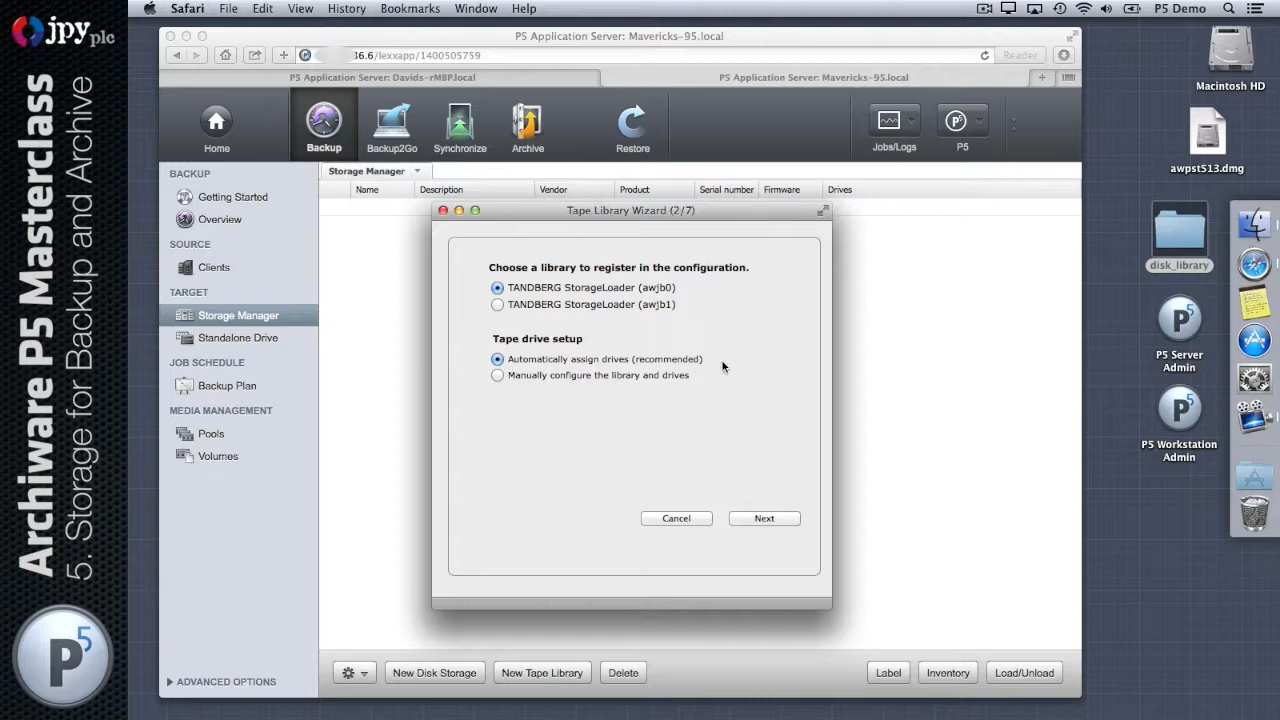 Safari File Edit View History Bookmarks Window Help P5 Demo
jpy plc
Archiware P5 Masterclass
5. Storage for Backup and Archive
P5
P5 Application Server: Mavericks-95.local
36.6/lexxapp/1400505759
Reader
P5 Application Server: Davids-rMBP.local
P5 Application Server: Mavericks-95.local
Home
Backup
Backup2Go
Synchronize
Archive
Restore
Jobs/Logs
P5
BACKUP
Getting Started
Overview
SOURCE
Clients
TARGET
Storage Manager
Standalone Drive
JOB SCHEDULE
Backup Plan
MEDIA MANAGEMENT
Pools
Volumes
ADVANCED OPTIONS
Storage Manager
Name Description Vendor Product Serial number Firmware Drives
Tape Library Wizard (2/7)
Choose a library to register in the configuration.
TANDBERG StorageLoader (awjb0)
TANDBERG StorageLoader (awjb1)
Tape drive setup
Automatically assign drives (recommended)
Manually configure the library and drives
Cancel
Next
New Disk Storage
New Tape Library
Delete
Label
Inventory
Load/Unload
Macintosh HD
awpst513.dmg
disk_library
P5 Server
Admin
P5 Workstation
Admin